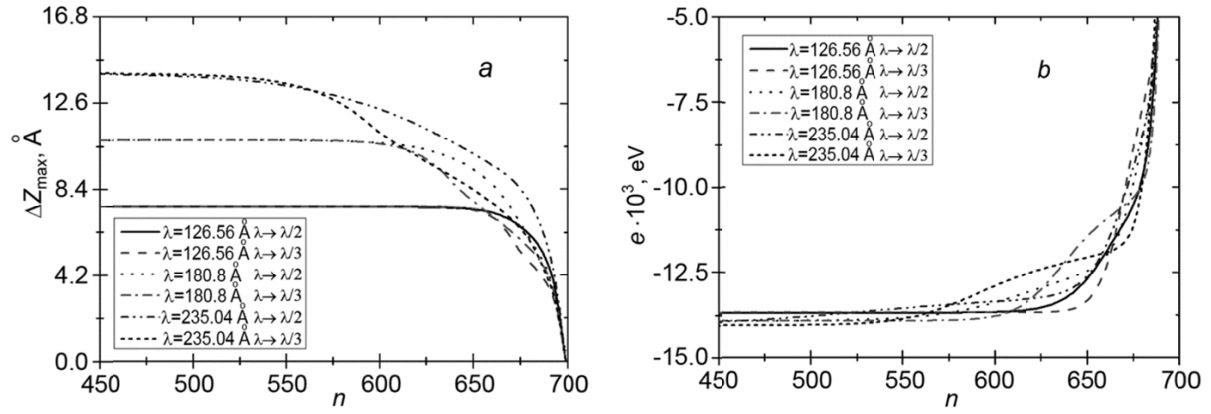 16.8
12.6
8.4
4.2
0.0
ΔZmax, Å
a
λ=126.56 Å λ→λ/2
λ=126.56 Å λ→λ/3
λ=180.8 Å λ→λ/2
λ=180.8 Å λ→λ/3
λ=235.04 Å λ→λ/2
λ=235.04 Å λ→λ/3
450 500 550 600 650 700
n
-5.0
-7.5
-10.0
-12.5
-15.0
e·10³, eV
b
λ=126.56 Å λ→λ/2
λ=126.56 Å λ→λ/3
λ=180.8 Å λ→λ/2
λ=180.8 Å λ→λ/3
λ=235.04 Å λ→λ/2
λ=235.04 Å λ→λ/3
450 500 550 600 650 700
n